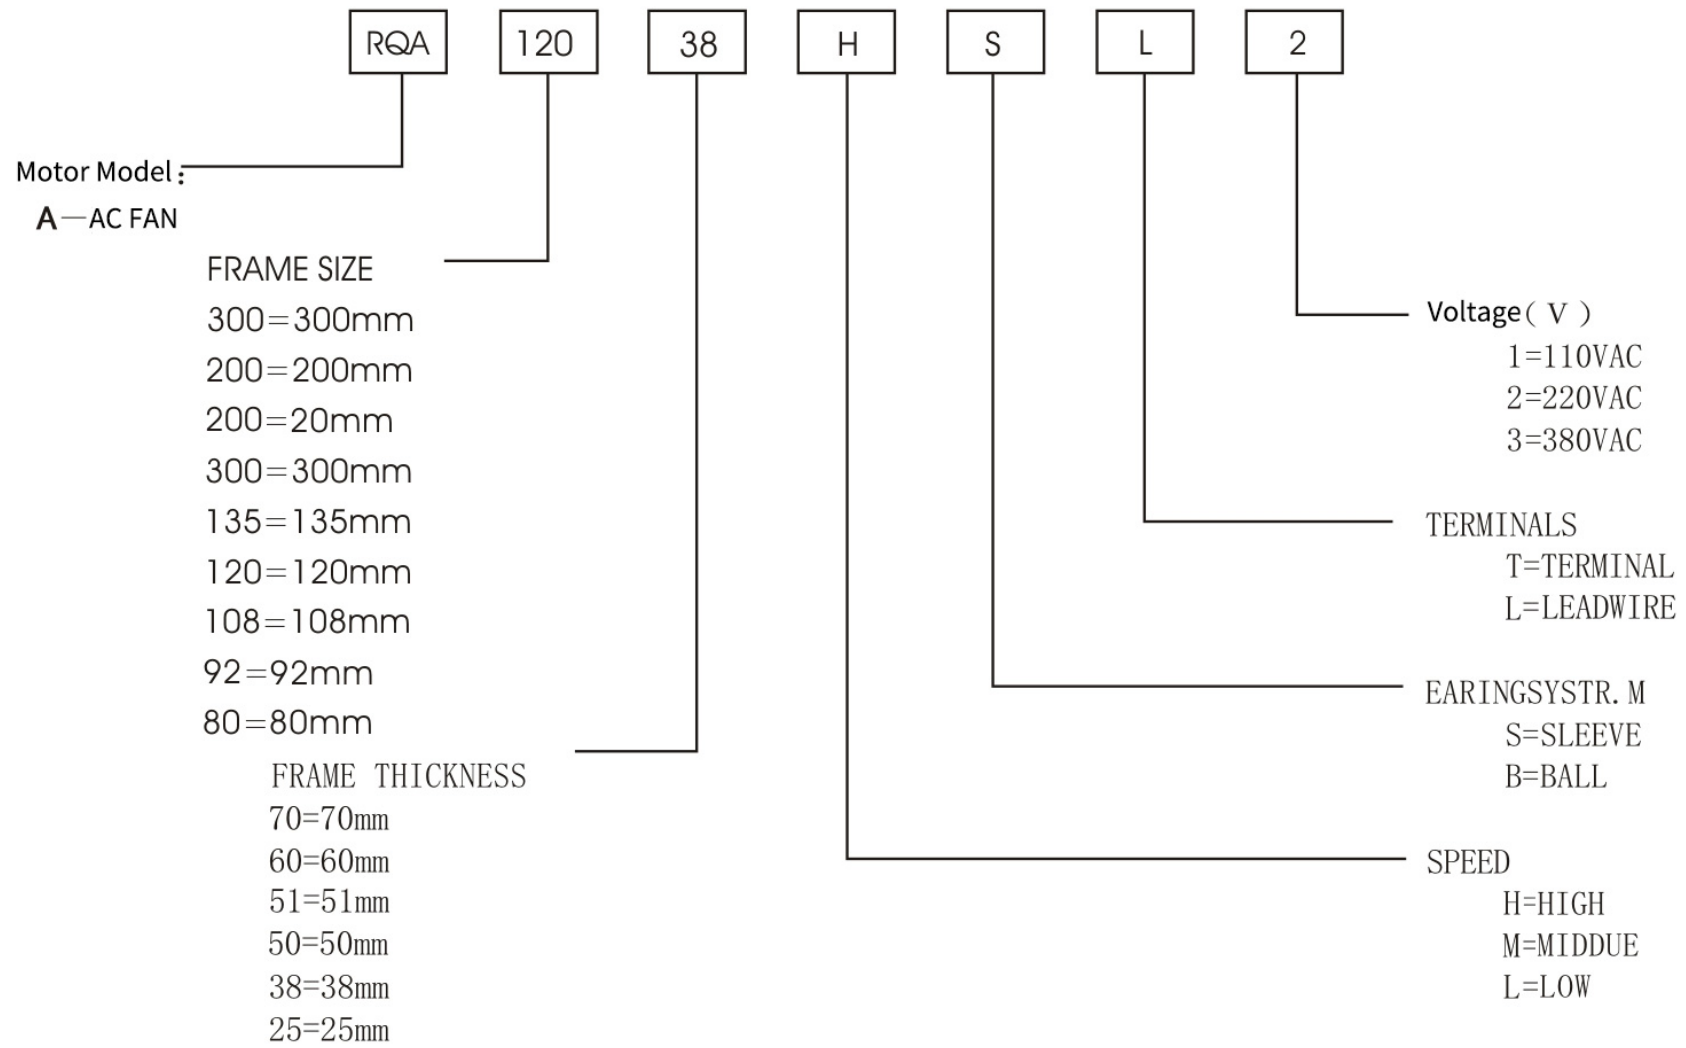 RQA 120 38 H S L 2
Motor Model:
A—AC FAN
FRAME SIZE
300=300mm
200=200mm
200=20mm
300=300mm
135=135mm
120=120mm
108=108mm
92=92mm
80=80mm
FRAME THICKNESS
70=70mm
60=60mm
51=51mm
50=50mm
38=38mm
25=25mm
Voltage( V )
1=110VAC
2=220VAC
3=380VAC
TERMINALS
T=TERMINAL
L=LEADWIRE
EARINGSYSTR. M
S=SLEEVE
B=BALL
SPEED
H=HIGH
M=MIDDUE
L=LOW